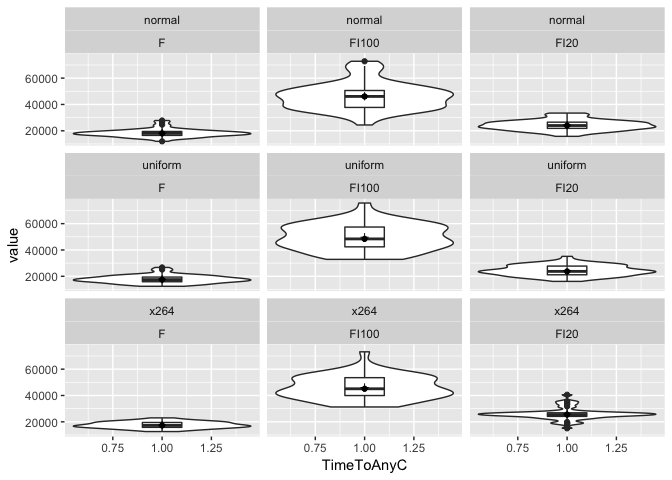 normal normal normal
F FI100 FI20
60000
40000
20000
uniform uniform uniform
F FI100 FI20
60000
40000
20000
value
x264 x264 x264
F FI100 FI20
60000
40000
20000
0.75 1.00 1.25 0.75 1.00 1.25 0.75 1.00 1.25
TimeToAnyC